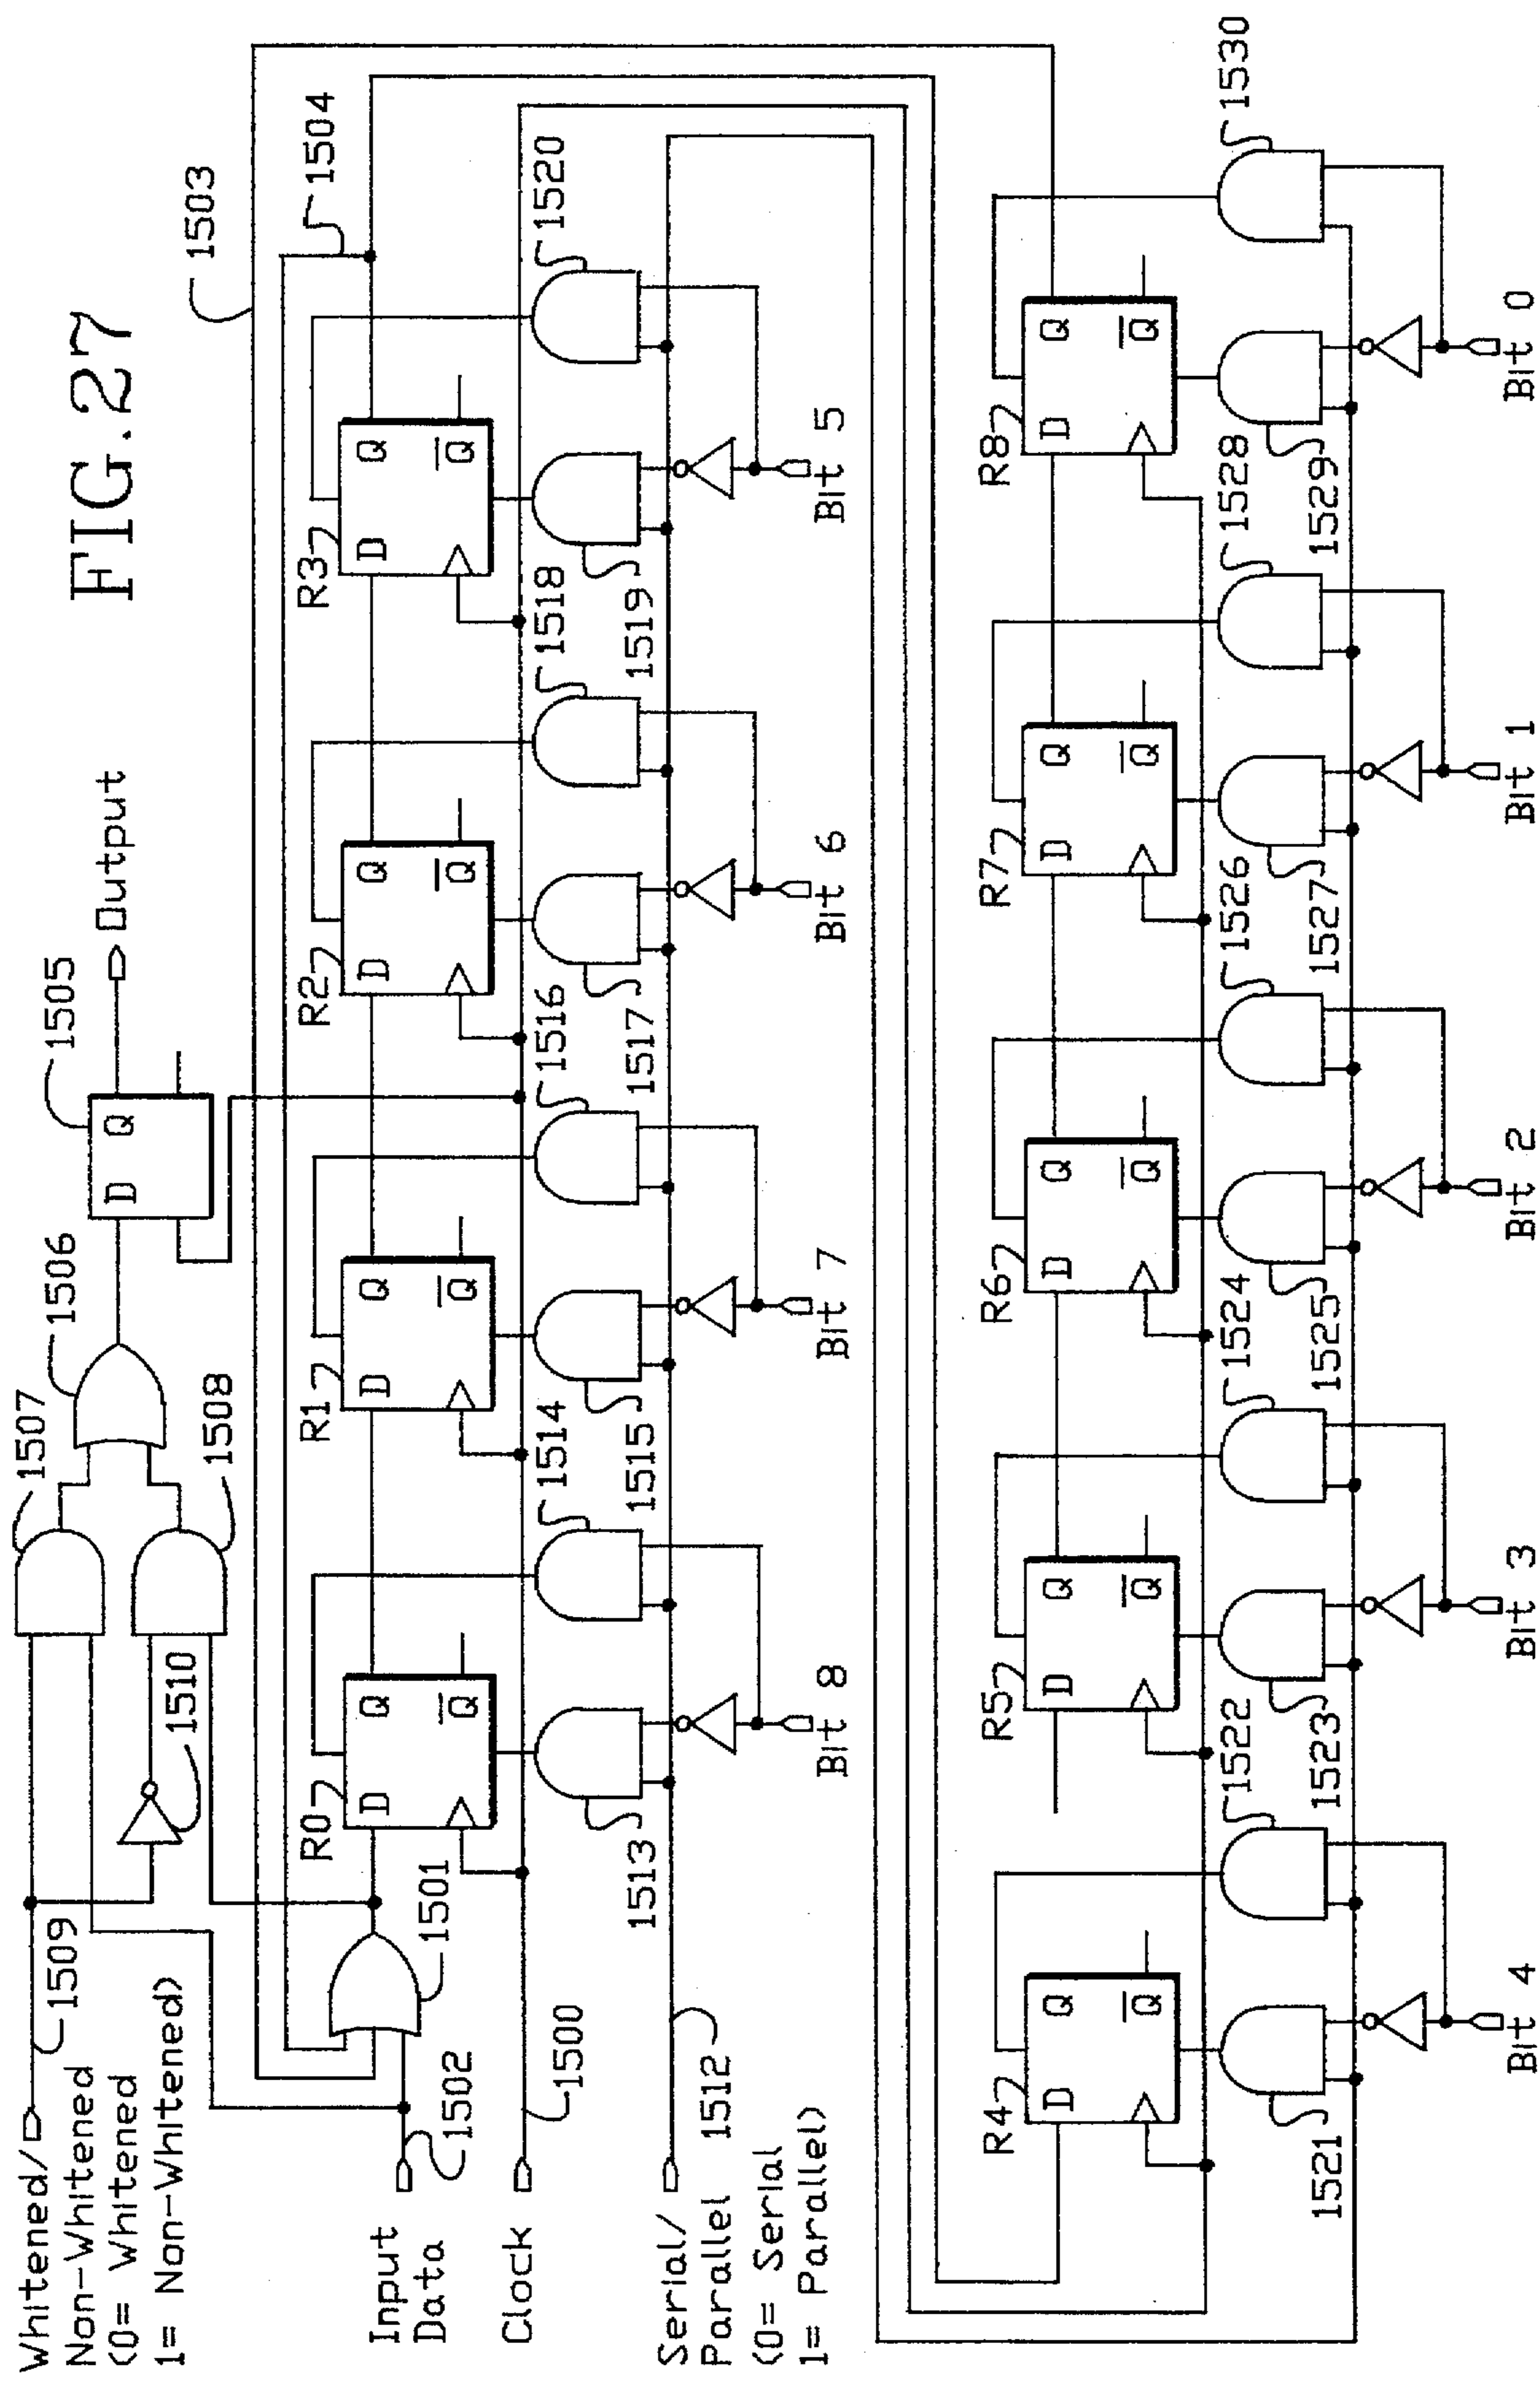 FIG.27
Whitened/
Non-Whitened
(0= Whitened
1= Non-Whitened)
1509
1507
1506
1505
Output
1510
1508
1503
1504
Input
Data
1502
1501
R0
D
Q
Q
R1
D
Q
Q
R2
D
Q
Q
R3
D
Q
Q
D
Q
Clock
1500
1514
1516
1518
1520
1513
1515
1517
1519
Serial/
Parallel 1512
(0= Serial
1= Parallel)
Bit 8
Bit 7
Bit 6
Bit 5
R4
D
Q
Q
R5
D
Q
Q
R6
D
Q
Q
R7
D
Q
Q
R8
D
Q
Q
1522
1524
1526
1528
1530
1521
1523
1525
1527
1529
Bit 4
Bit 3
Bit 2
Bit 1
Bit 0